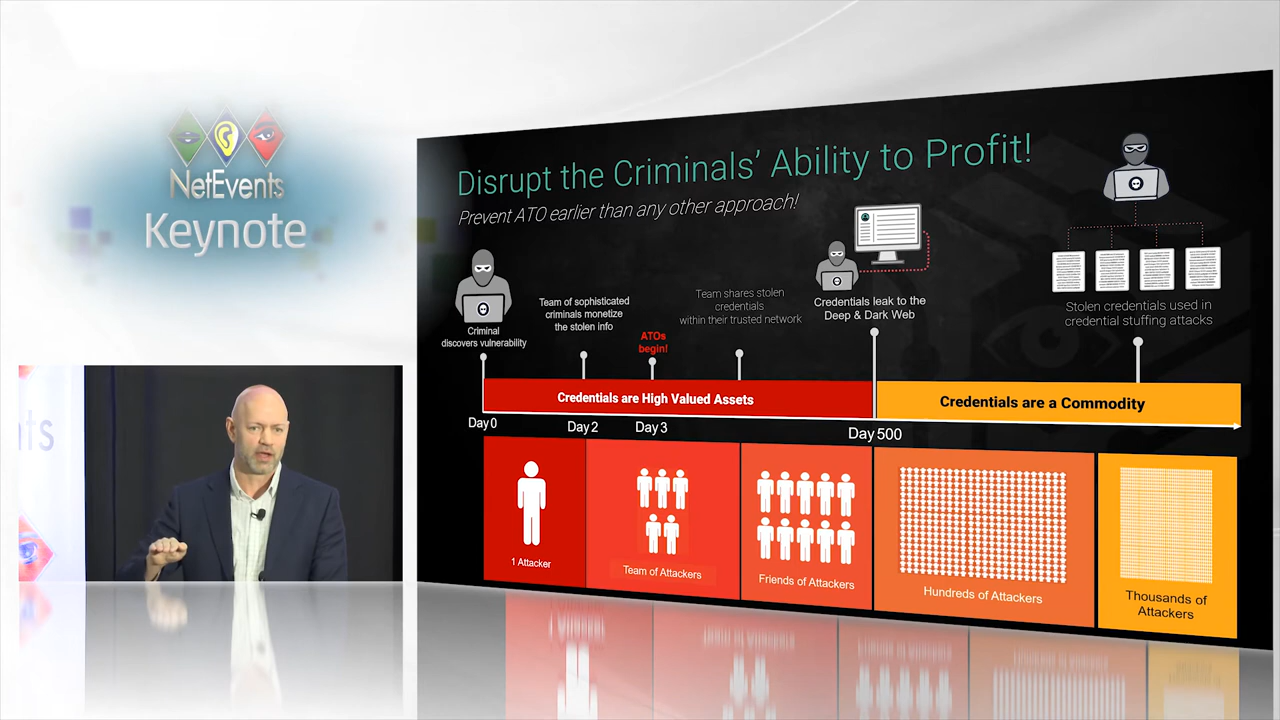 NetEvents
Keynote
Disrupt the Criminals' Ability to Profit!
Prevent ATO earlier than any other approach!
Criminal
discovers vulnerability
Team of sophisticated
criminals monetize
the stolen info
ATOs
begin!
Team shares stolen
credentials
within their trusted network
Credentials leak to the
Deep & Dark Web
Stolen credentials used in
credential stuffing attacks
Credentials are High Valued Assets
Credentials are a Commodity
Day 0
Day 2
Day 3
Day 500
1 Attacker
Team of Attackers
Friends of Attackers
Hundreds of Attackers
Thousands of
Attackers